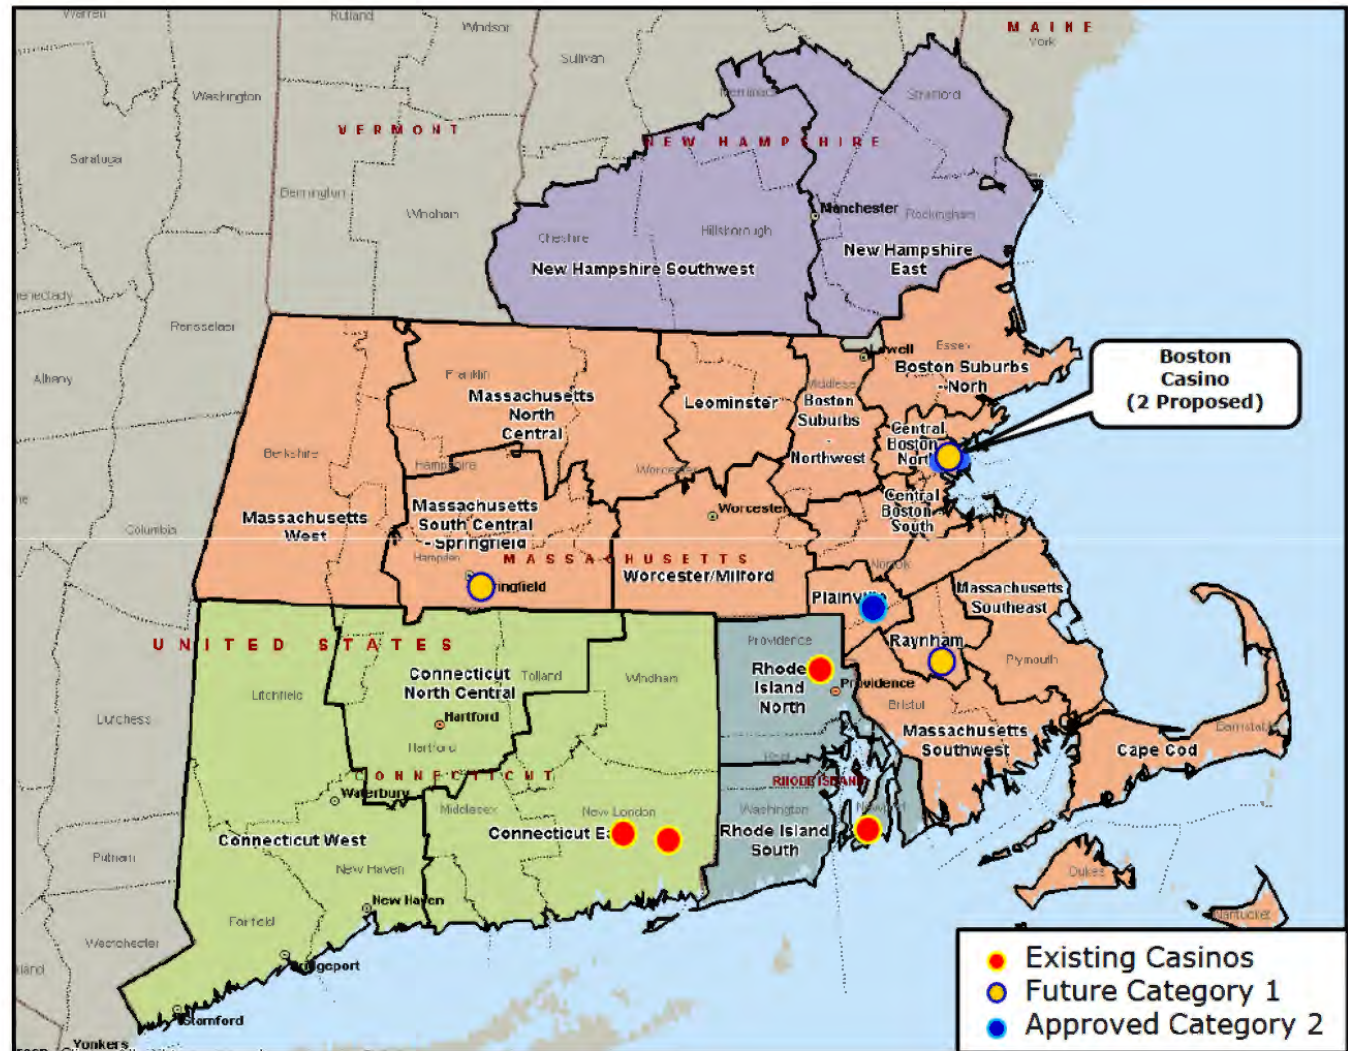 Warren
Rutland
Windsor
MAINE
York
Sullivan
Washington
Merrimack
Strafford
VERMONT
NEW HAMPSHIRE
Saratoga
Bennington
Windham
Cheshire
Hillsborough
Manchester
Rockingham
New Hampshire Southwest
New Hampshire
East
Rensselaer
Albany
Essex
Lowell
Boston Suburbs
- North
Boston
Casino
(2 Proposed)
Franklin
Massachusetts
North
Central
Leominster
Boston
Suburbs
-
Northwest
Central
Boston
Berkshire
Hampshire
Worcester
Massachusetts
West
Massachusetts
South Central
- Springfield
Worcester
Central
Boston
South
Columbia
Hampden
MASSACHUSETTS
Norfolk
Worcester/Milford
Plainville
Massachusetts
Southeast
UNITED STATES
Providence
Raynham
Plymouth
Connecticut
North Central
Tolland
Windham
Rhode
Island
North
Providence
Litchfield
Hartford
Hartford
Bristol
Massachusetts
Southwest
Cape Cod
Barnstable
CONNECTICUT
RHODE ISLAND
Waterbury
Middlesex
New London
Washington
Newport
Connecticut West
Rhode Island
South
Putnam
New Haven
New Haven
Dukes
Nantucket
Fairfield
Westchester
Stamford
Yonkers
Existing Casinos
Future Category 1
Approved Category 2